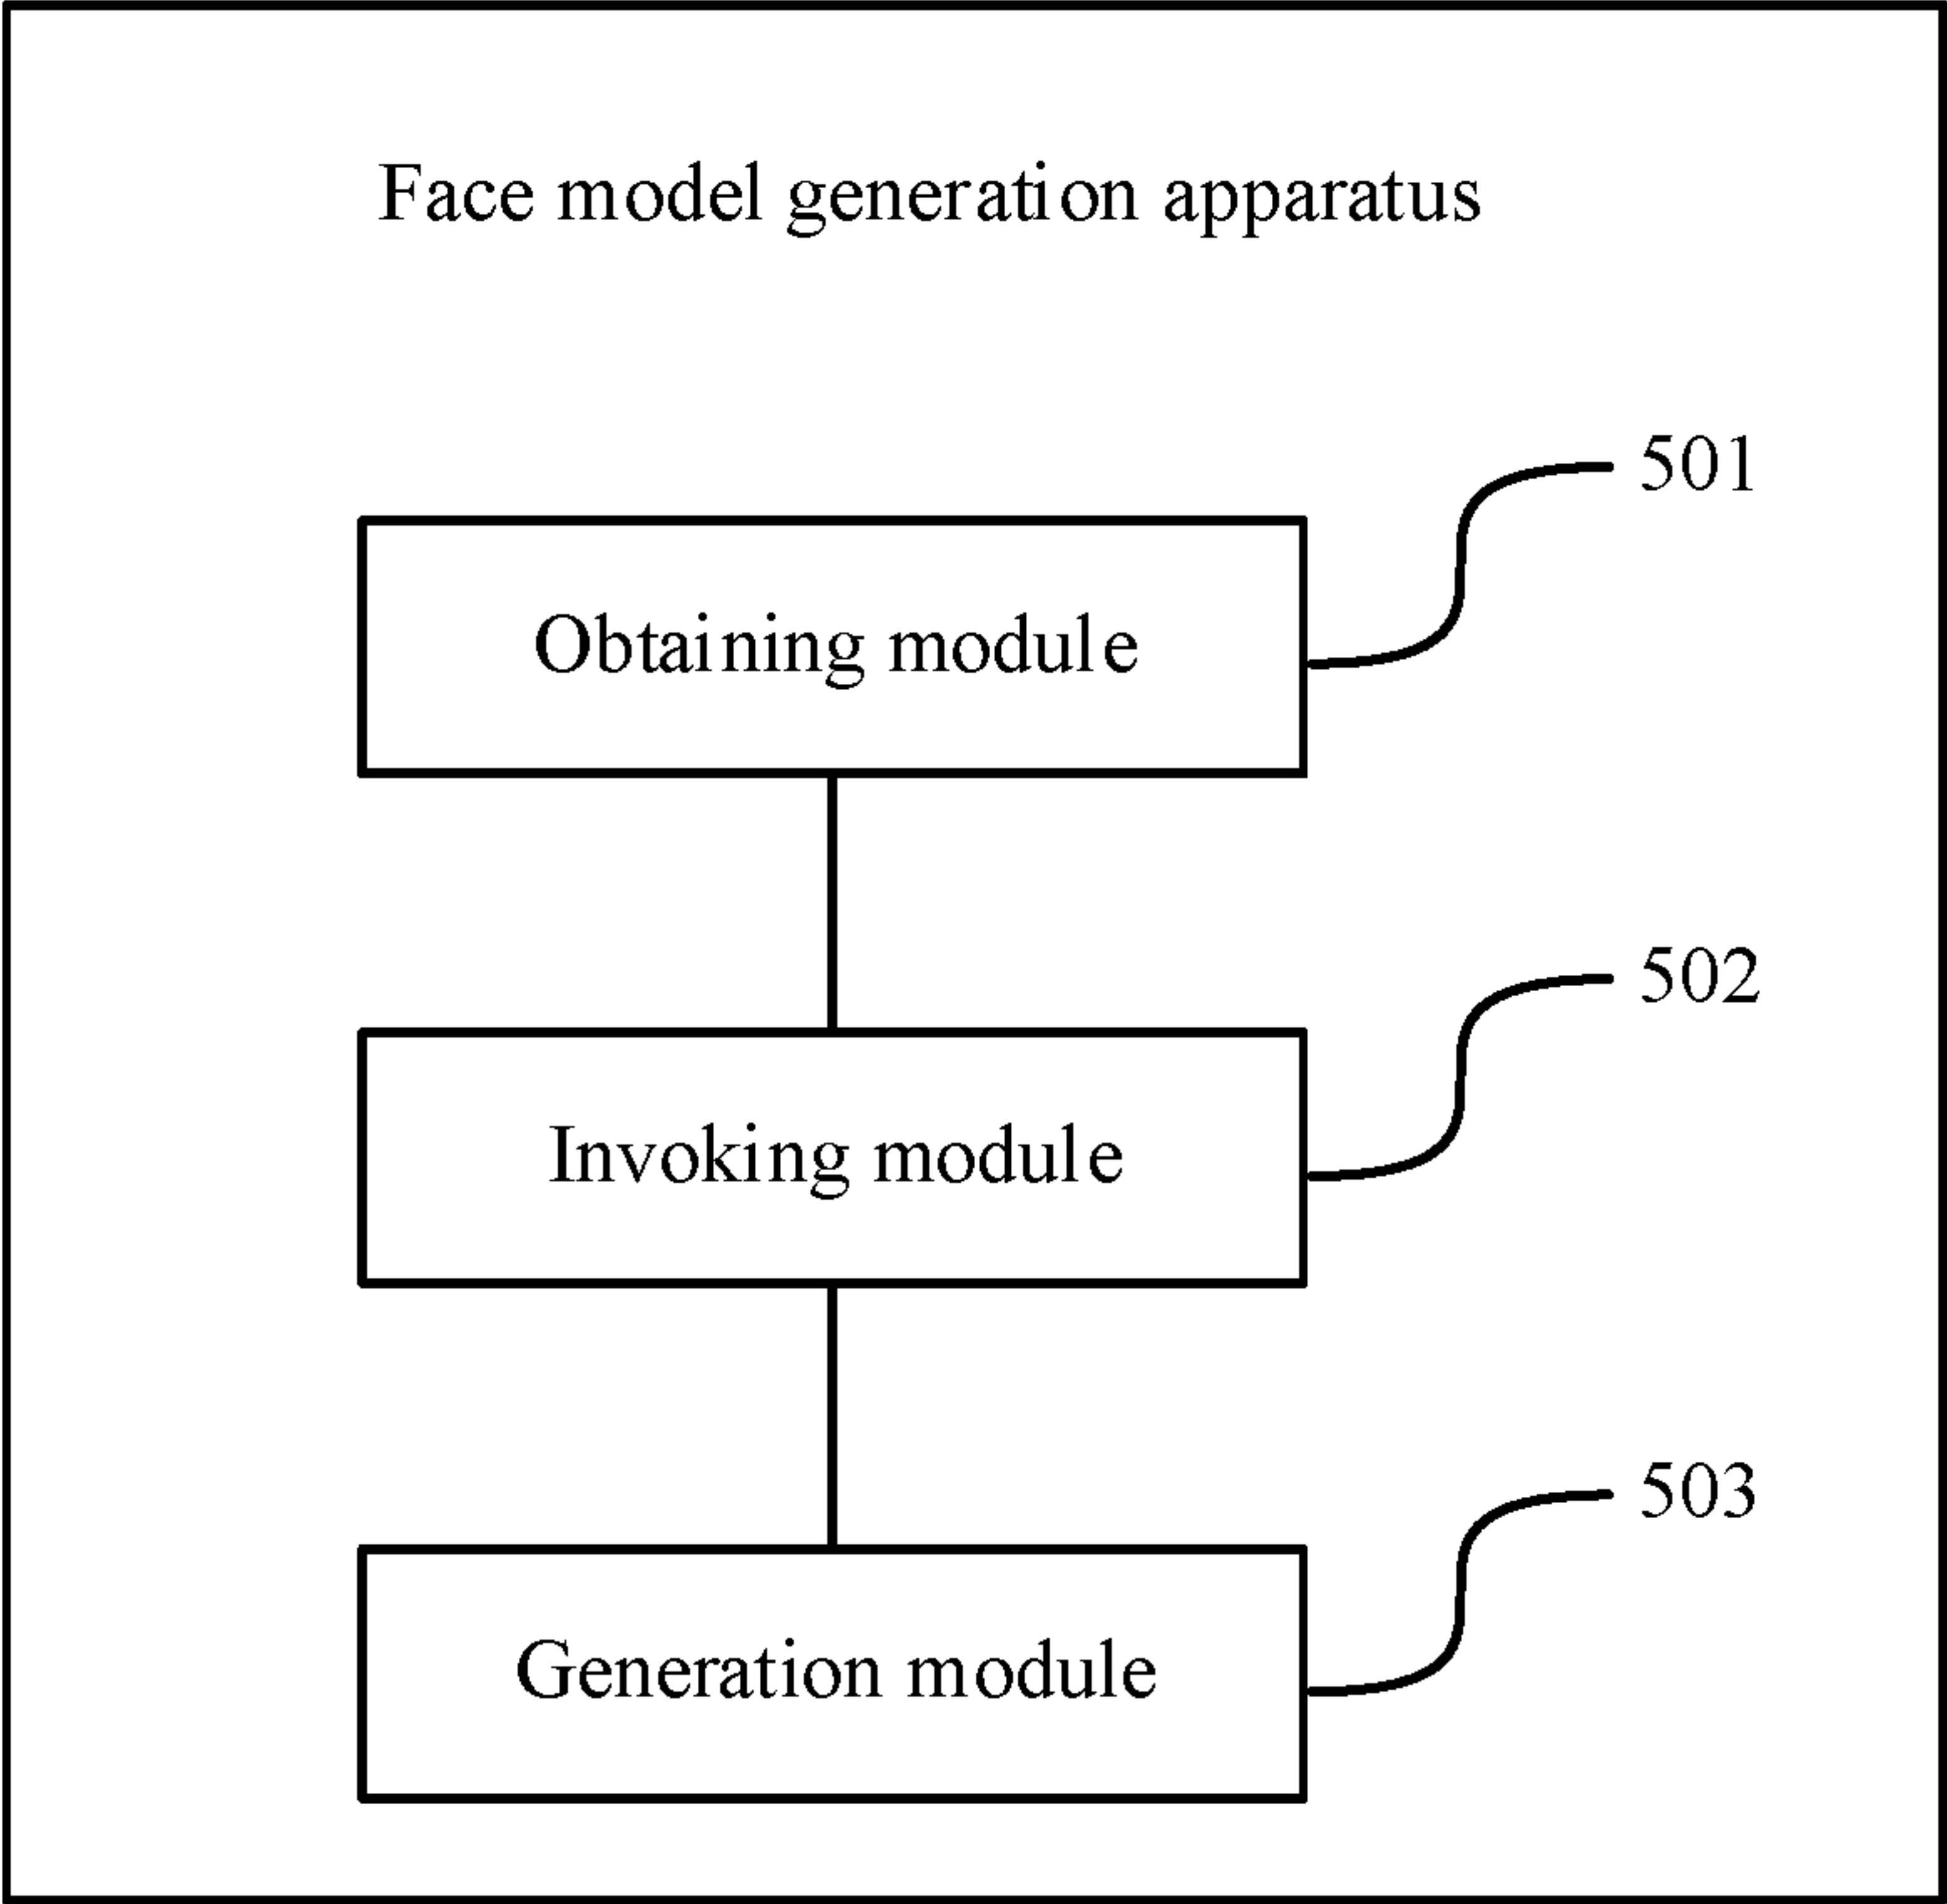 Face model generation apparatus
501
Obtaining module
502
Invoking module
503
Generation module